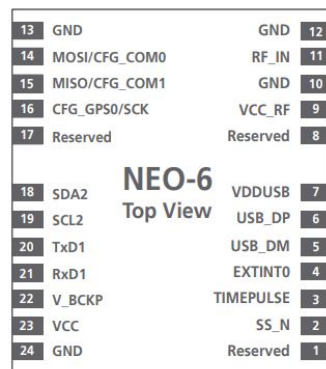 13 GND GND 12
14 MOSI/CFG_COM0 RF_IN 11
15 MISO/CFG_COM1 GND 10
16 CFG_GPS0/SCK VCC_RF 9
17 Reserved Reserved 8
NEO-6
Top View
18 SDA2 VDDUSB 7
19 SCL2 USB_DP 6
20 TxD1 USB_DM 5
21 RxD1 EXTINT0 4
22 V_BCKP TIMEPULSE 3
23 VCC SS_N 2
24 GND Reserved 1